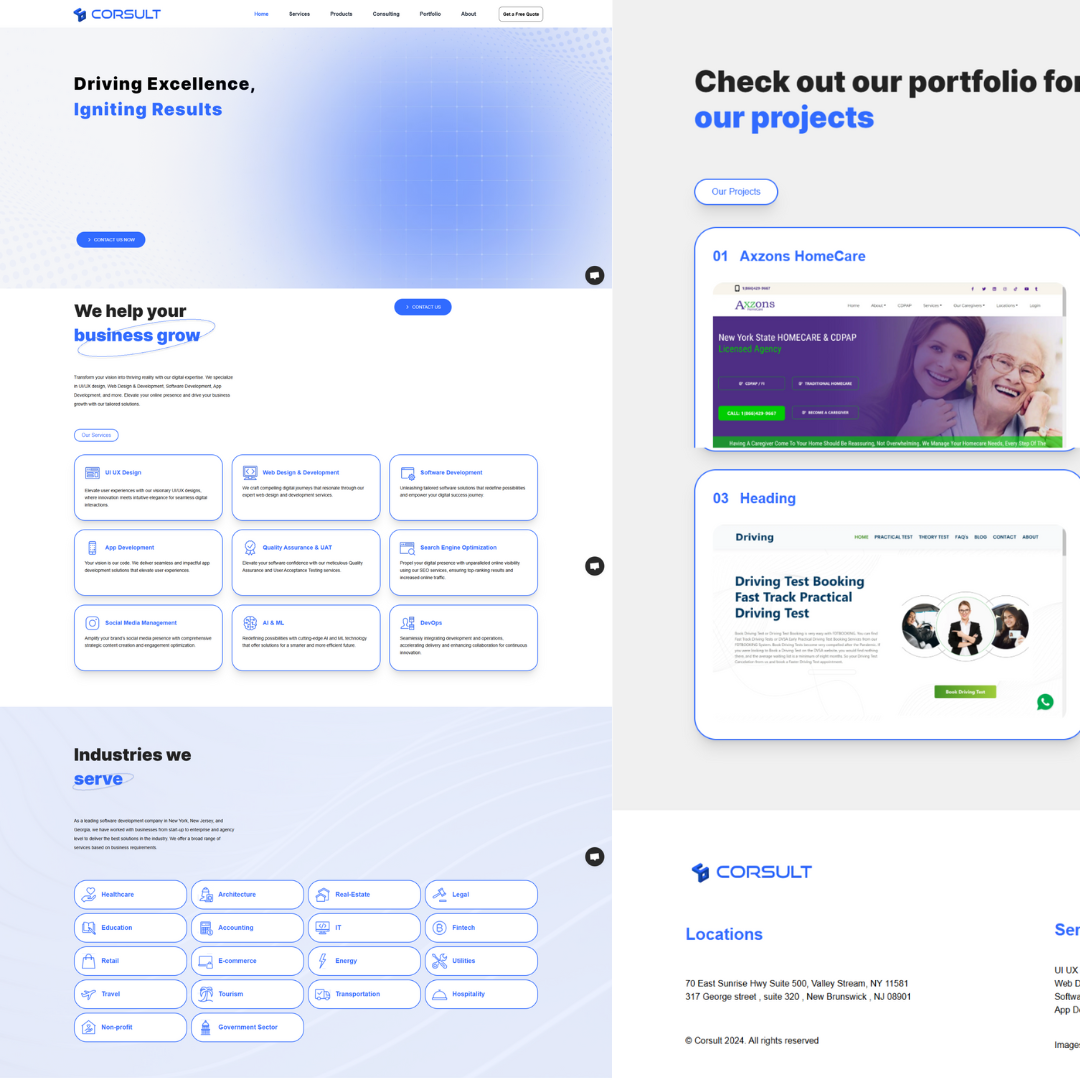 CORSULT
Home Services Products Consulting Portfolio About Get a Free Quote
Driving Excellence,
Igniting Results
CONTACT US NOW
We help your
business grow
CONTACT US
Transform your vision into thriving reality with our digital expertise. We specialize
in UI/UX design, Web Design & Development, Software Development, App
Development, and more. Elevate your online presence and drive your business
growth with our tailored solutions.
Our Services
UI UX Design
Elevate user experiences with our visionary UI/UX designs,
where innovation meets intuitive elegance for seamless digital
interactions.
Web Design & Development
We craft compelling digital journeys that resonate through our
expert web design and development services.
Software Development
Unleashing tailored software solutions that redefine possibilities
and empower your digital success journey.
App Development
Your vision is our code. We deliver seamless and impactful app
development solutions that elevate user experiences.
Quality Assurance & UAT
Elevate your software confidence with our meticulous Quality
Assurance and User Acceptance Testing services.
Search Engine Optimization
Propel your digital presence with unparalleled online visibility
using our SEO services, ensuring top ranking results and
increased online traffic.
Social Media Management
Amplify your brand's social media presence with comprehensive
strategic content creation and engagement optimization.
AI & ML
Redefining possibilities with cutting-edge AI and ML technology
that offer solutions for a smarter and more efficient future.
DevOps
Seamlessly integrating development and operations,
accelerating delivery and enhancing collaboration for continuous
innovation.
Industries we
serve
As a leading software development company in New York, New Jersey, and
Georgia, we have worked with businesses from start-up to enterprise and agency
level to deliver the best solutions in the industry. We offer a broad range of
services based on business requirements.
Healthcare Architecture Real-Estate Legal
Education Accounting IT Fintech
Retail E-commerce Energy Utilities
Travel Tourism Transportation Hospitality
Non-profit Government Sector
Check out our portfolio for
our projects
Our Projects
01 Axzons HomeCare
1(866)429-9667
Axzons
HomeCare
Home About CDPAP Services Our Caregivers Locations Login
New York State HOMECARE & CDPAP
Licensed Agency
CDPAP / FI TRADITIONAL HOMECARE
CALL: 1(866)429-9667 BECOME A CAREGIVER
Having A Caregiver Come To Your Home Should Be Reassuring, Not Overwhelming. We Manage Your Homecare Needs, Every Step Of The
03 Heading
Driving
HOME PRACTICAL TEST THEORY TEST FAQ's BLOG CONTACT ABOUT
Driving Test Booking
Fast Track Practical
Driving Test
Book Driving Test
CORSULT
Locations
70 East Sunrise Hwy Suite 500, Valley Stream, NY 11581
317 George street , suite 320 , New Brunswick , NJ 08901
© Corsult 2024. All rights reserved
Ser
UI UX
Web D
Softwa
App De
Images